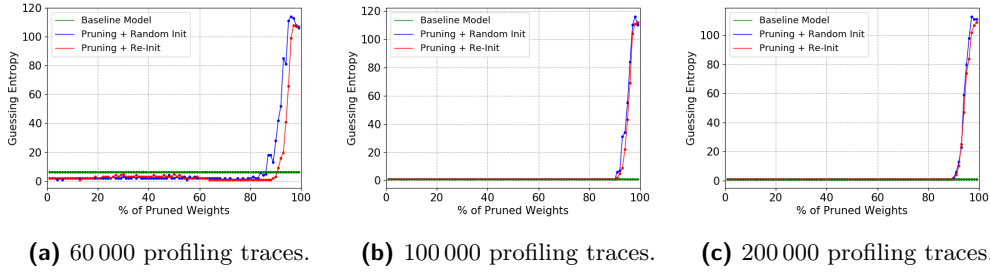 120
100
80
60
40
20
0
Guessing Entropy
Baseline Model
Pruning + Random Init
Pruning + Re-Init
0 20 40 60 80 100
% of Pruned Weights
(a) 60 000 profiling traces.
120
100
80
60
40
20
0
Guessing Entropy
Baseline Model
Pruning + Random Init
Pruning + Re-Init
0 20 40 60 80 100
% of Pruned Weights
(b) 100 000 profiling traces.
100
80
60
40
20
0
Guessing Entropy
Baseline Model
Pruning + Random Init
Pruning + Re-Init
0 20 40 60 80 100
% of Pruned Weights
(c) 200 000 profiling traces.